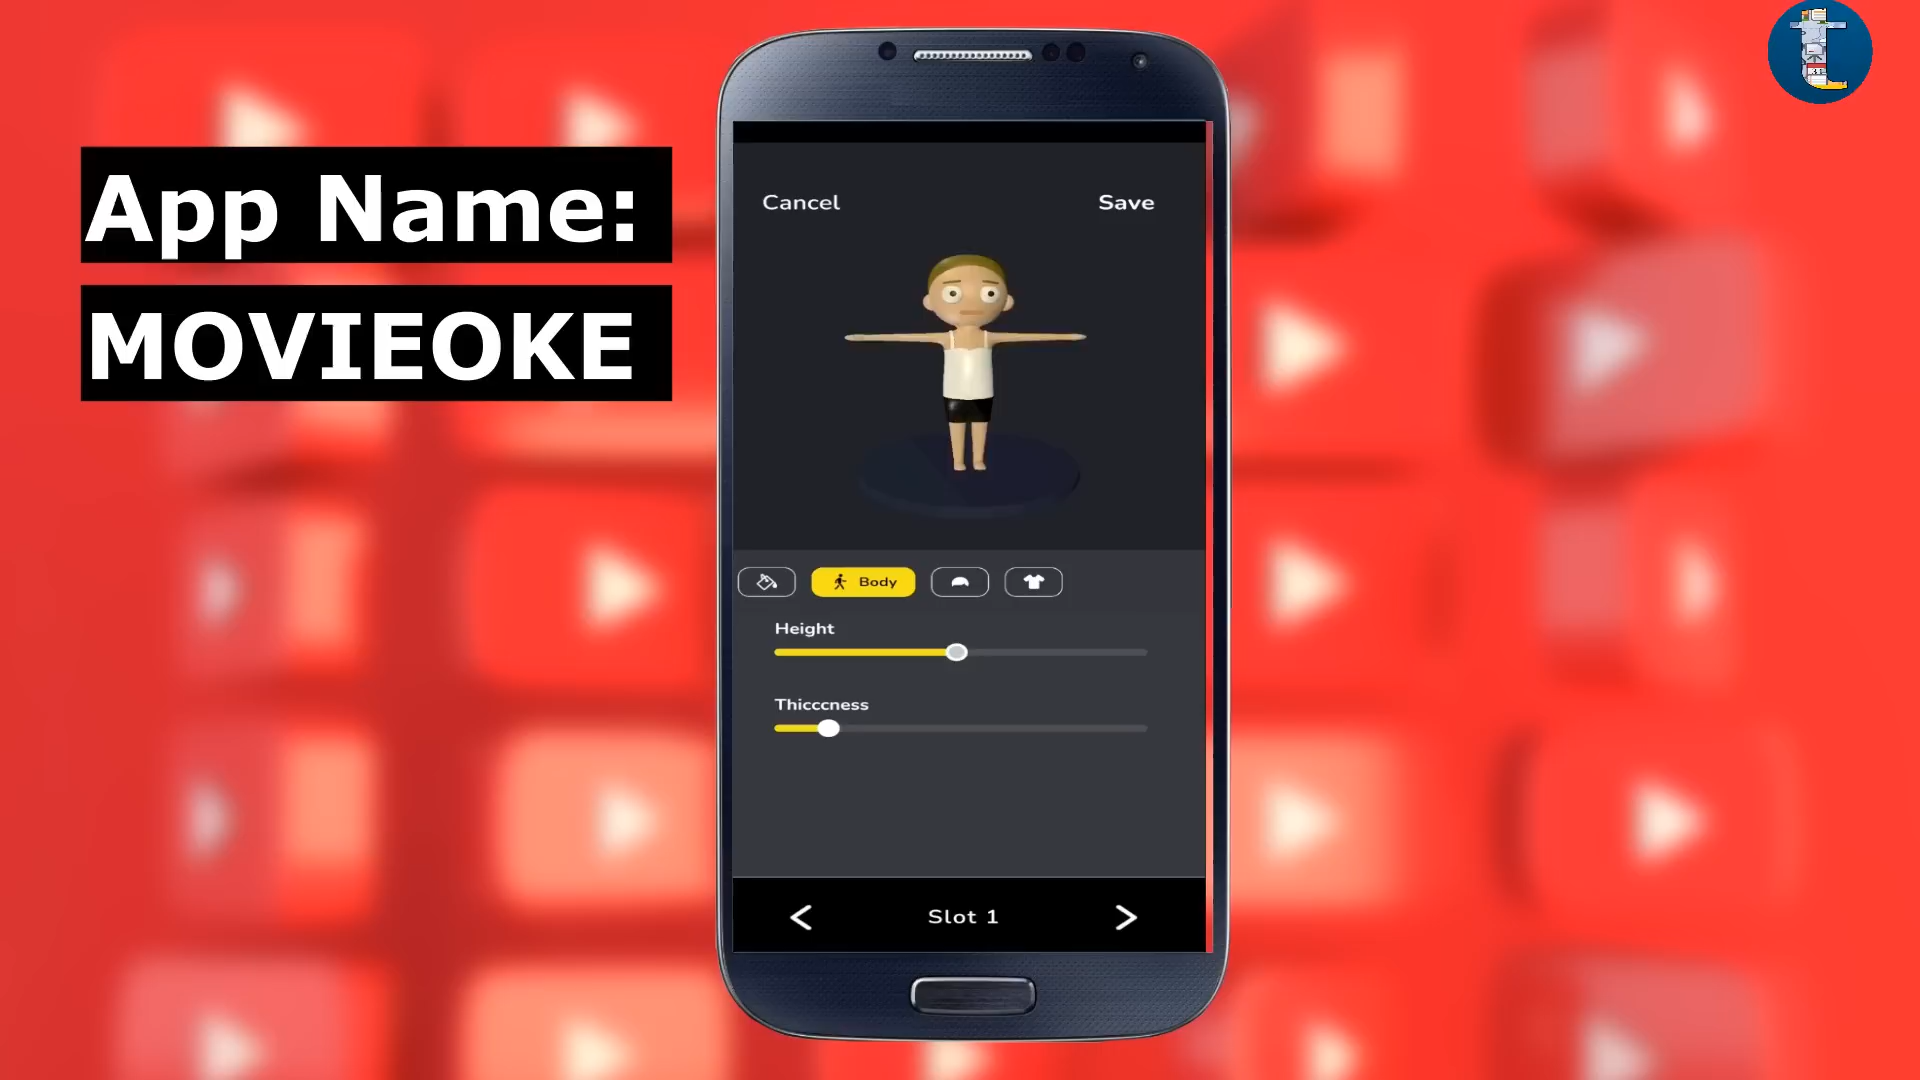 App Name:
MOVIEOKE
Cancel
Save
Body
Height
Thicccness
Slot 1